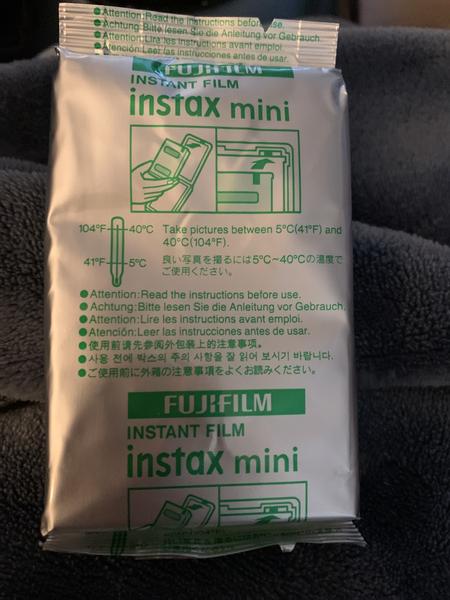 Attention:Read the instructions before use.
Achtung:Bitte lesen Sie die Anleitung vor Gebrauch.
Attention:Lire les instructions avant emploi.
Atención:Leer las instrucciones antes de usar.
FUJIFILM
INSTANT FILM
instax mini
104°F 40°C
41°F 5°C
Take pictures between 5°C(41°F) and
40°C(104°F).
良い写真を撮るには5°C~40°Cの温度で
ご使用ください。
●Attention:Read the instructions before use.
●Achtung:Bitte lesen Sie die Anleitung vor Gebrauch.
●Attention:Lire les instructions avant emploi.
●Atención:Leer las instrucciones antes de usar.
●使用前请先参阅外包装上的注意事项。
●사용 전에 박스의 주의 사항을 잘 읽어 보시기 바랍니다.
●ご使用前に外箱の注意事項をよくお読みください。
FUJIFILM
INSTANT FILM
instax mini
104°F 40°C Take pictures between 5°C(41°F) and